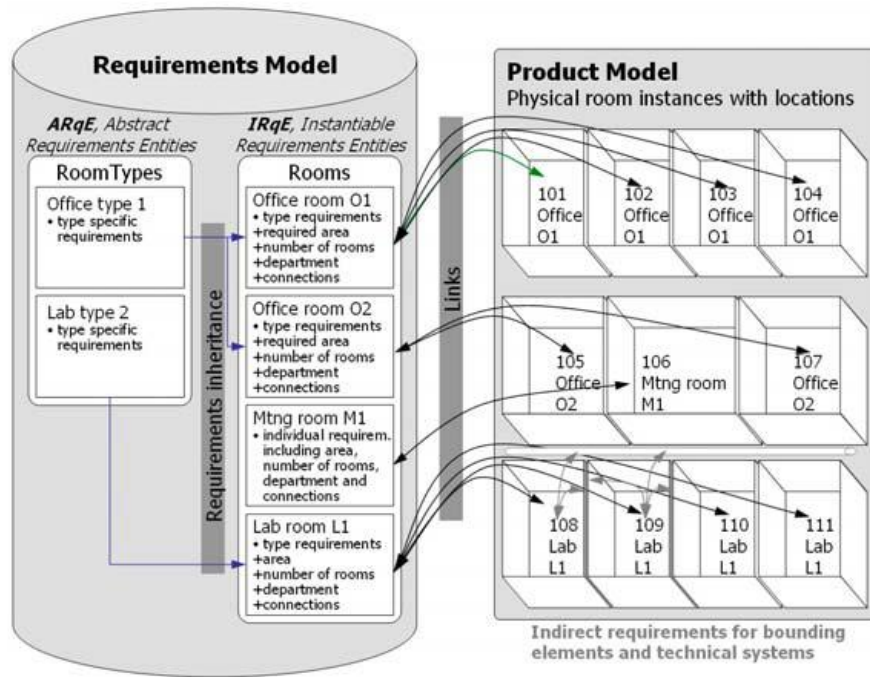 Requirements Model
ARqE, Abstract
Requirements Entities
IRqE, Instantiable
Requirements Entities
RoomTypes
Office type 1
• type specific
requirements
Lab type 2
• type specific
requirements
Requirements inheritance
Rooms
Office room O1
• type requirements
+required area
+number of rooms
+department
+connections
Office room O2
• type requirements
+required area
+number of rooms
+department
+connections
Mtng room M1
• individual requirem.
including area,
number of rooms,
department and
connections
Lab room L1
• type requirements
+area
+number of rooms
+department
+connections
Links
Product Model
Physical room instances with locations
101
Office
O1
102
Office
O1
103
Office
O1
104
Office
O1
105
Office
O2
106
Mtng room
M1
107
Office
O2
108
Lab
L1
109
Lab
L1
110
Lab
L1
111
Lab
L1
Indirect requirements for bounding
elements and technical systems